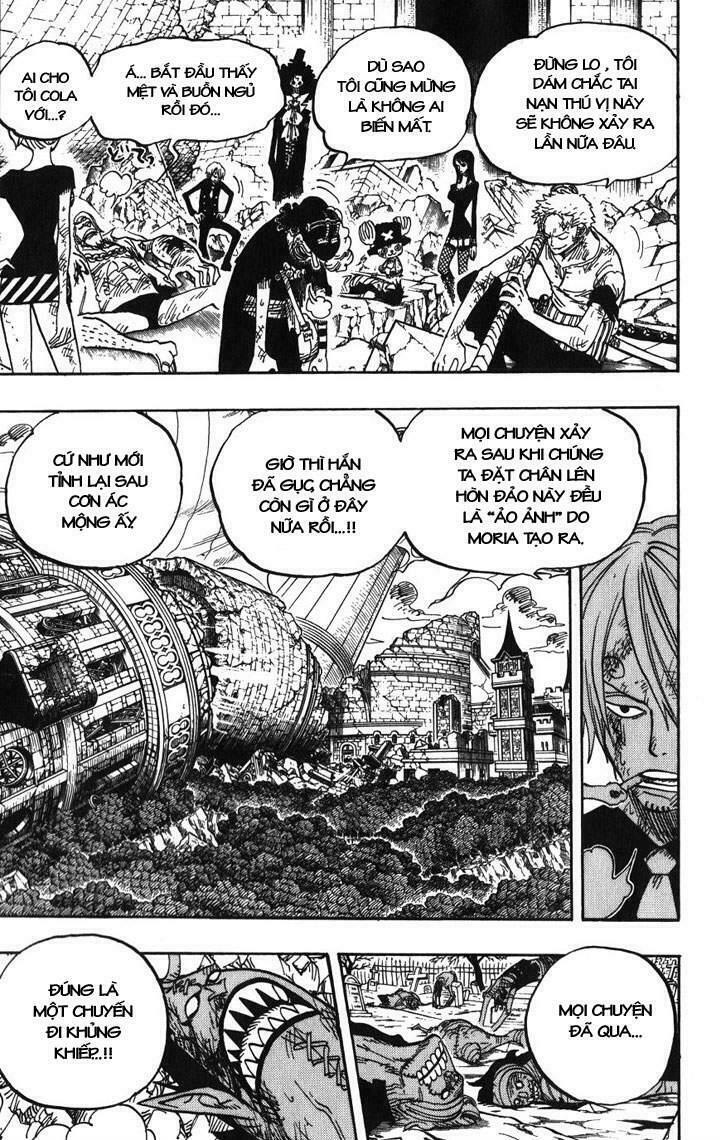 ĐỪNG LO , TÔI
DÁM CHẮC TAI
NẠN THÚ VỊ NÀY
SẼ KHÔNG XẢY RA
LẦN NỮA ĐÂU.
DÙ SAO
TÔI CŨNG MỪNG
LÀ KHÔNG AI
BIẾN MẤT.
Á... BẮT ĐẦU THẤY
MỆT VÀ BUỒN NGỦ
RỒI ĐÓ...
AI CHO
TÔI COLA
VỚI...?
MỌI CHUYỆN XẢY
RA SAU KHI CHÚNG
TA ĐẶT CHÂN LÊN
HÒN ĐẢO NÀY ĐỀU
LÀ “ẢO ẢNH” DO
MORIA TẠO RA.
GIỜ THÌ HẮN
ĐÃ GỤC, CHẲNG
CÒN GÌ Ở ĐÂY
NỮA RỒI...!!
CỨ NHƯ MỚI
TỈNH LẠI SAU
CƠN ÁC
MỘNG ẤY.
MỌI CHUYỆN
ĐÃ QUA...
ĐÚNG LÀ
MỘT CHUYẾN
ĐI KHỦNG
KHIẾP..!!